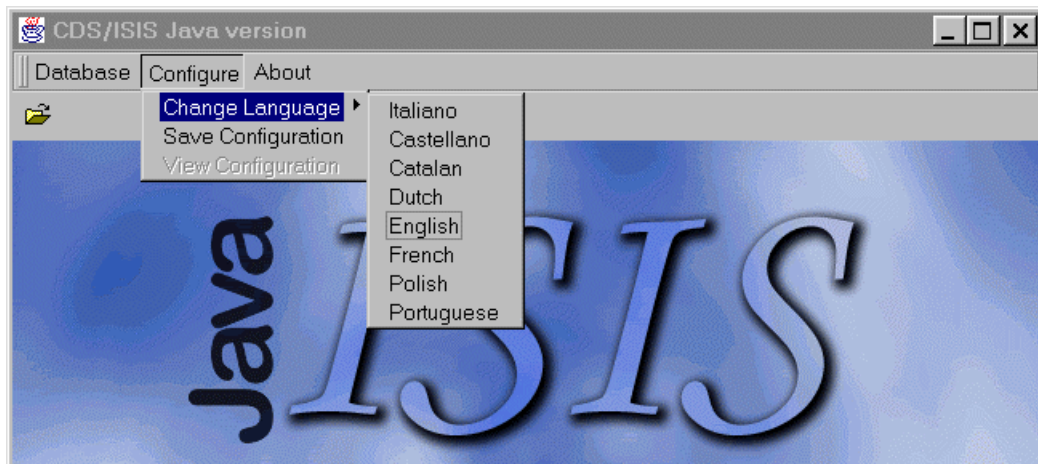 CDS/ISIS Java version
Database Configure About
Change Language
Save Configuration
View Configuration
Italiano
Castellano
Catalan
Dutch
English
French
Polish
Portuguese
Java
ISIS